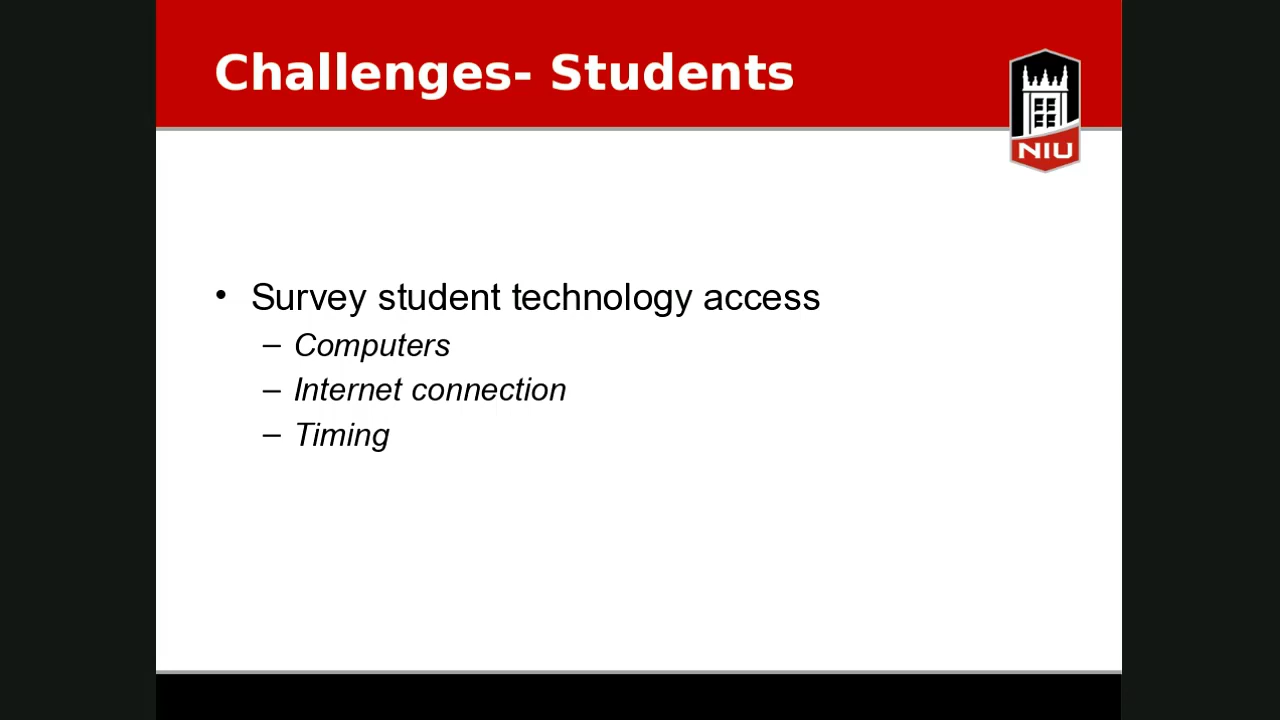 Challenges- Students
NIU
• Survey student technology access
– Computers
– Internet connection
– Timing